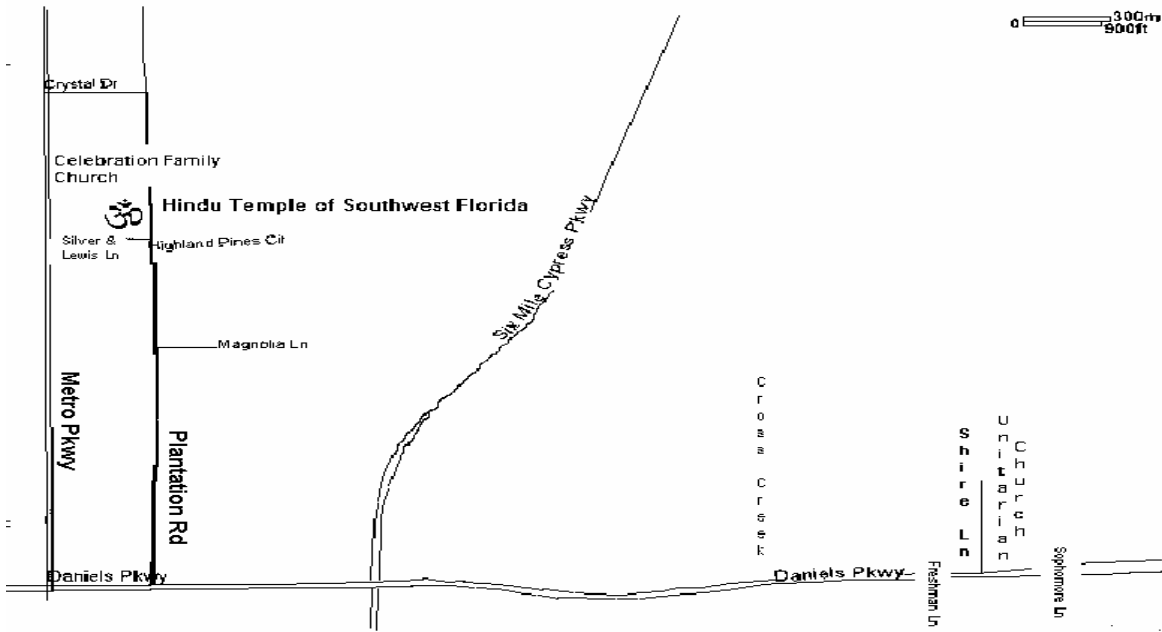 0 300m
900ft
Crystal Dr
Celebration Family
Church
ॐ
Hindu Temple of Southwest Florida
Silver &
Lewis Ln
Highland Pines Cir
Six Mile Cypress Pkwy
Magnolia Ln
Metro Pkwy
Plantation Rd
Cross Creek
Shire Ln
Unitarian
Church
Daniels Pkwy
Daniels Pkwy
Freshman Ln
Sophomore Ln